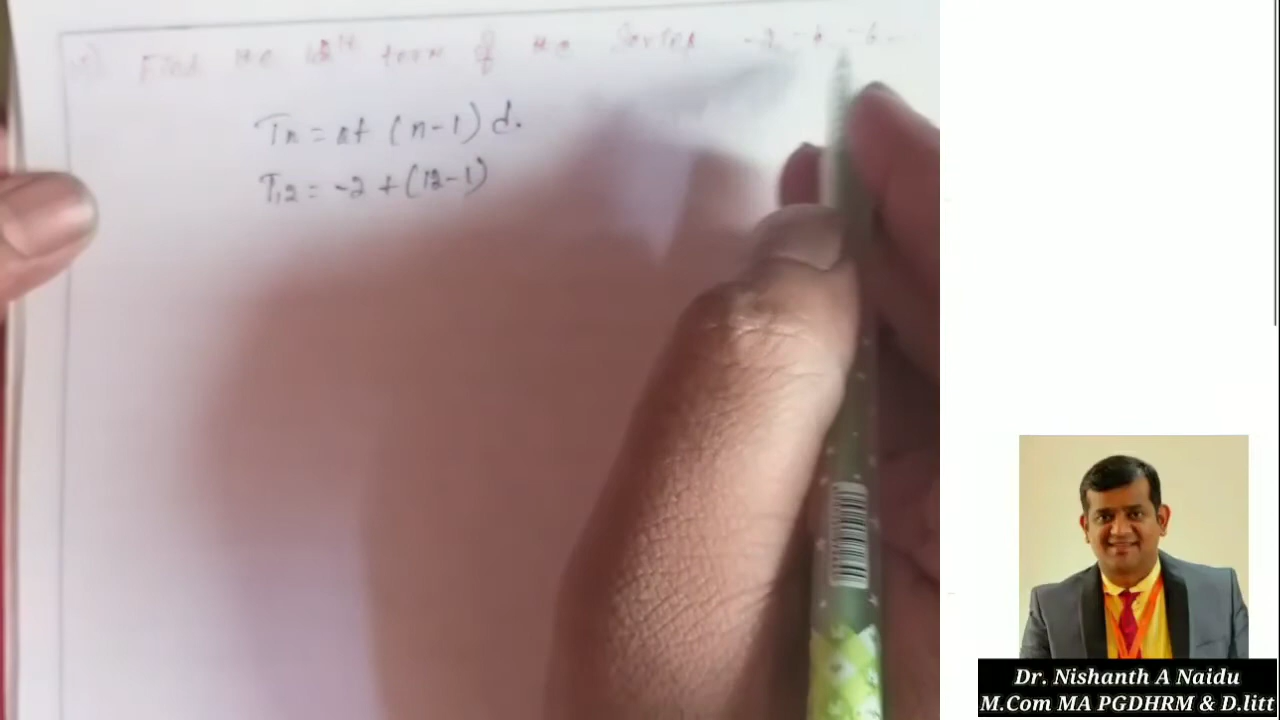 Find the 12th term of the Series -2, -4, -6
Tn = a+ (n-1) d.
T12 = -2 + (12-1)
Dr. Nishanth A Naidu
M.Com MA PGDHRM & D.litt